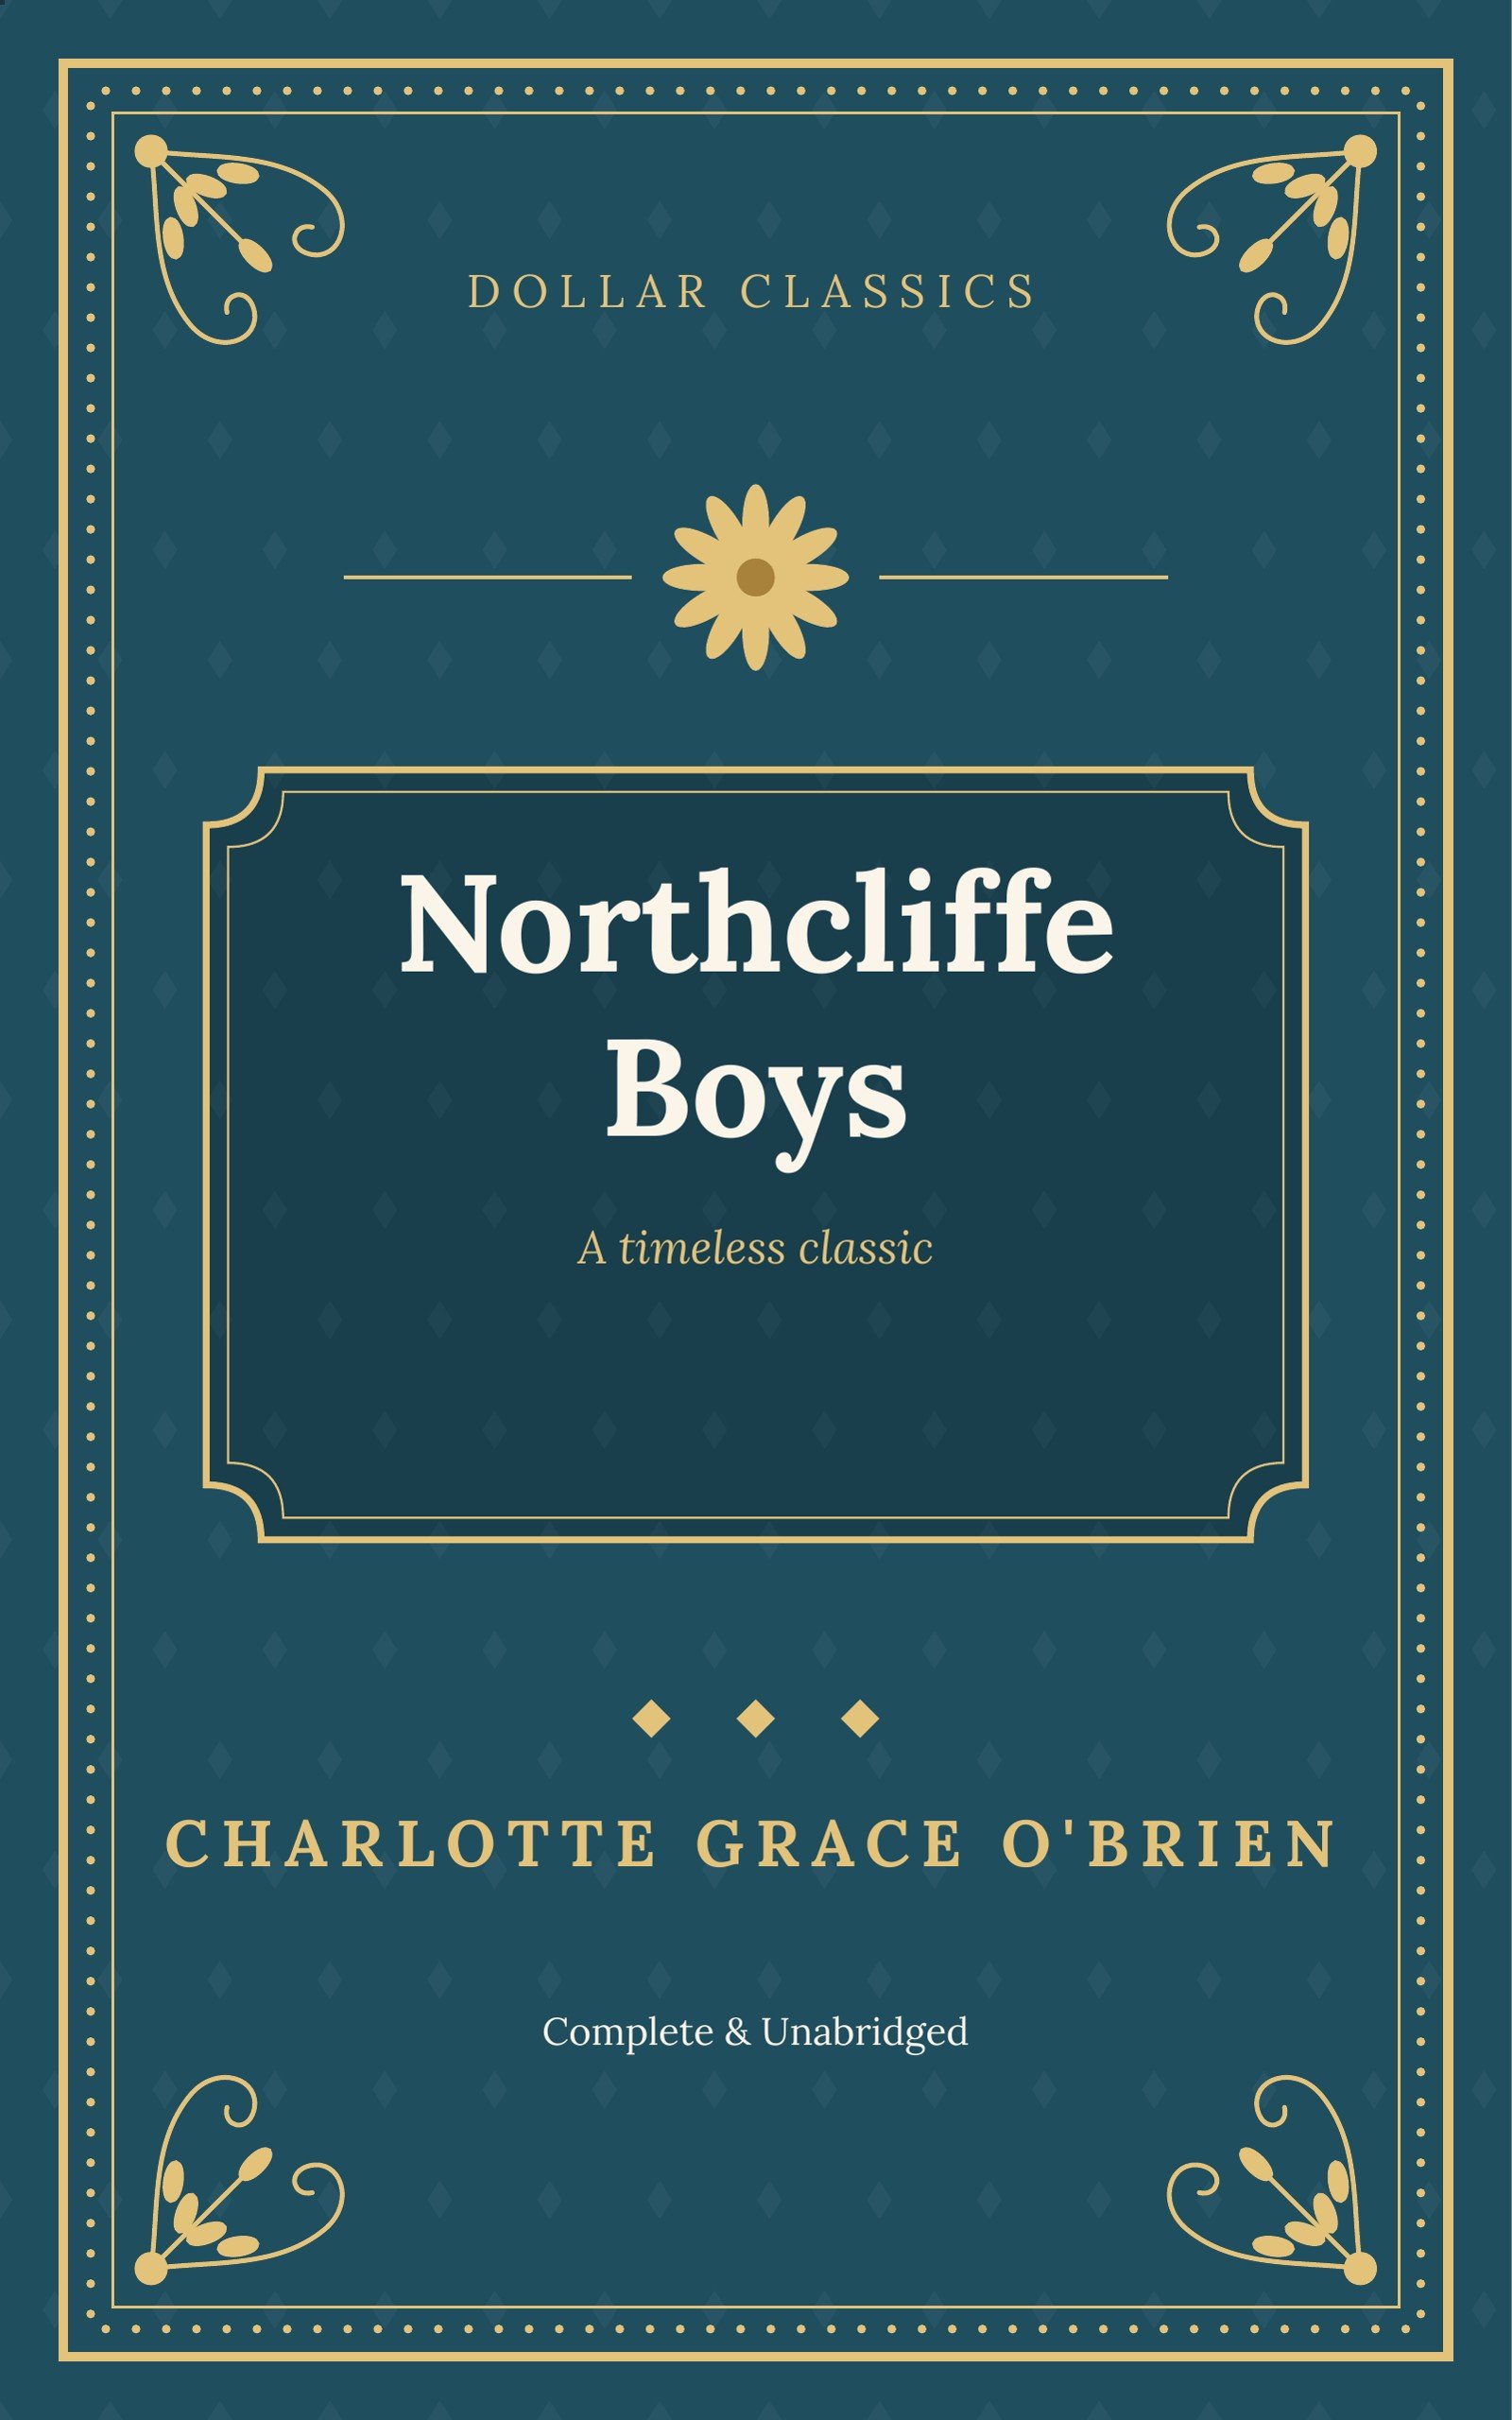 DOLLAR CLASSICS
Northcliffe
Boys
A timeless classic
CHARLOTTE GRACE O'BRIEN
Complete & Unabridged